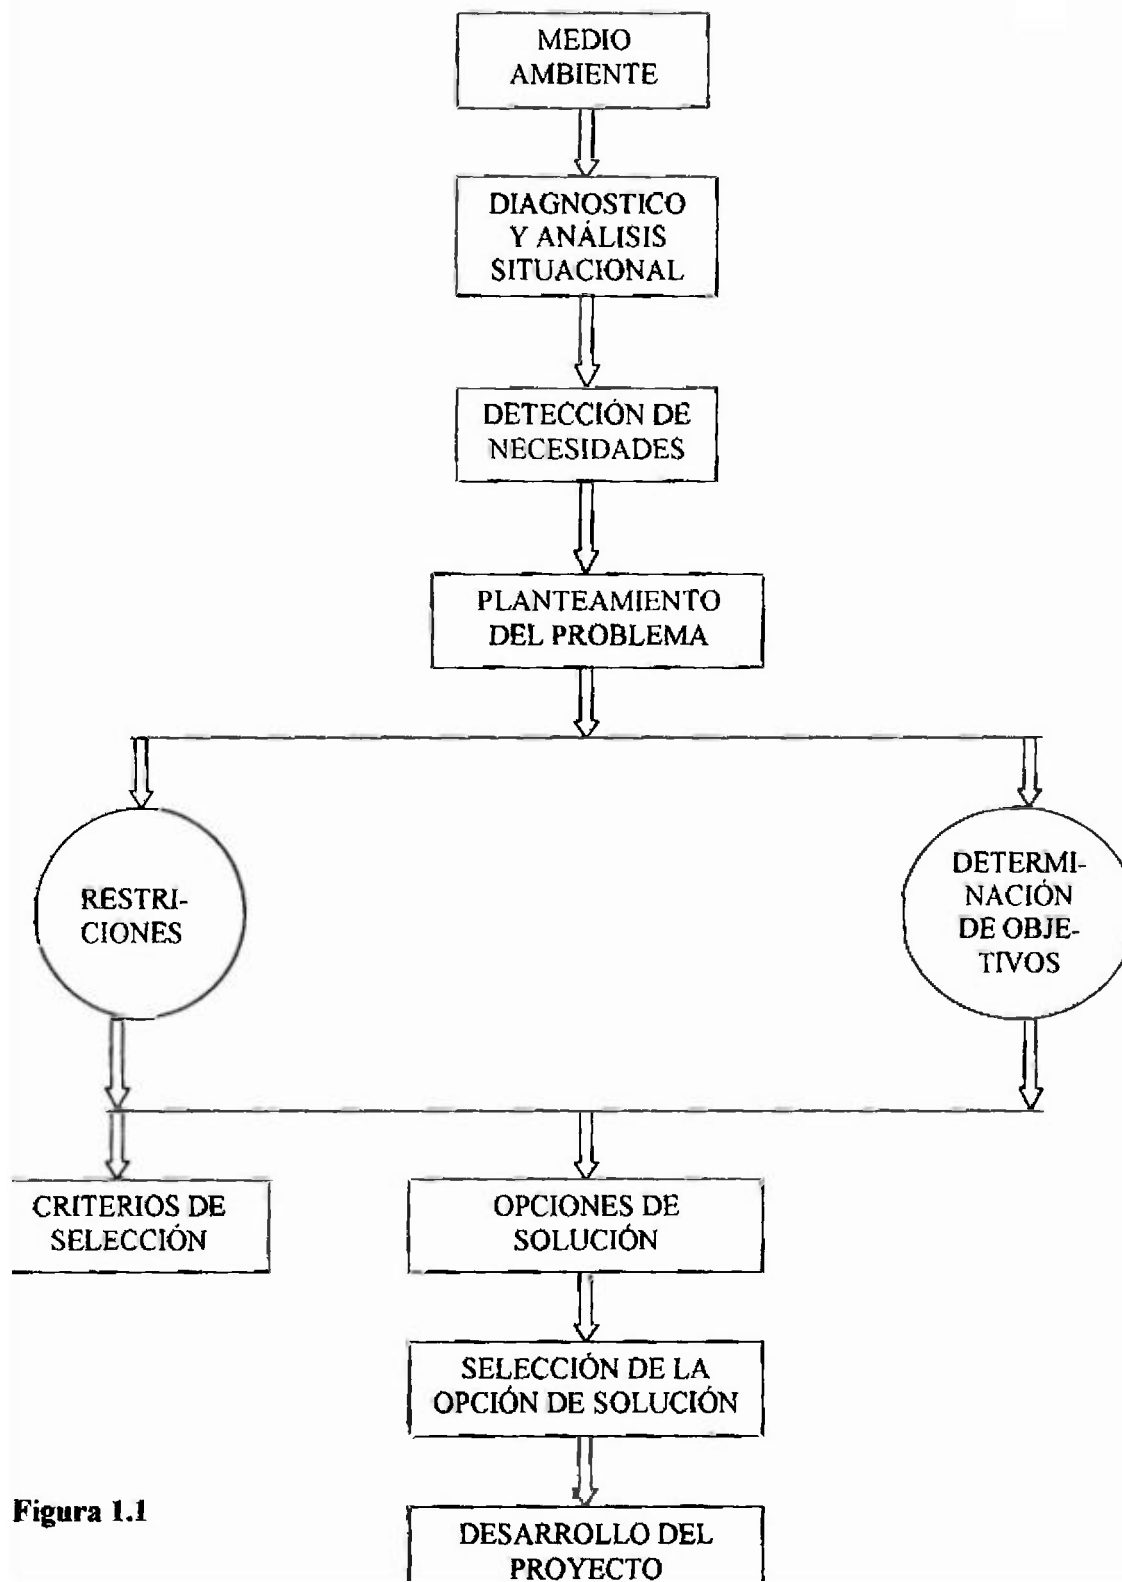 MEDIO
AMBIENTE
DIAGNOSTICO
Y ANÁLISIS
SITUACIONAL
DETECCIÓN DE
NECESIDADES
PLANTEAMIENTO
DEL PROBLEMA
RESTRI-
CIONES
DETERMI-
NACIÓN
DE OBJE-
TIVOS
CRITERIOS DE
SELECCIÓN
OPCIONES DE
SOLUCIÓN
SELECCIÓN DE LA
OPCIÓN DE SOLUCIÓN
Figura 1.1
DESARROLLO DEL
PROYECTO